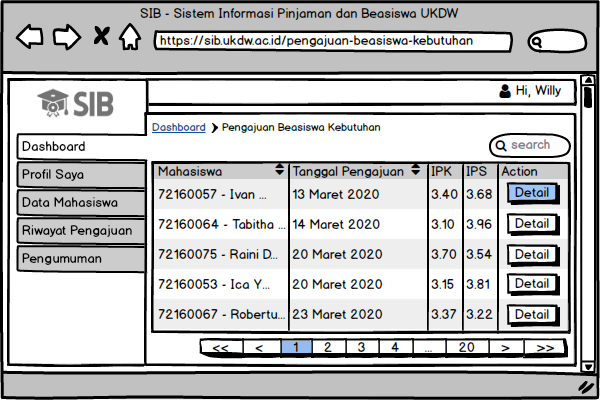 SIB - Sistem Informasi Pinjaman dan Beasiswa UKDW
https://sib.ukdw.ac.id/pengajuan-beasiswa-kebutuhan
SIB
Hi, Willy
Dashboard
Profil Saya
Data Mahasiswa
Riwayat Pengajuan
Pengumuman
Dashboard Pengajuan Beasiswa Kebutuhan
search
Mahasiswa Tanggal Pengajuan IPK IPS Action
72160057 - Ivan ... 13 Maret 2020 3.40 3.68 Detail
72160064 - Tabitha ... 14 Maret 2020 3.10 3.96 Detail
72160075 - Raini D... 20 Maret 2020 3.70 3.54 Detail
72160053 - Ica Y... 20 Maret 2020 3.15 3.81 Detail
72160067 - Robertu... 23 Maret 2020 3.37 3.22 Detail
<< < 1 2 3 4 ... 20 > >>